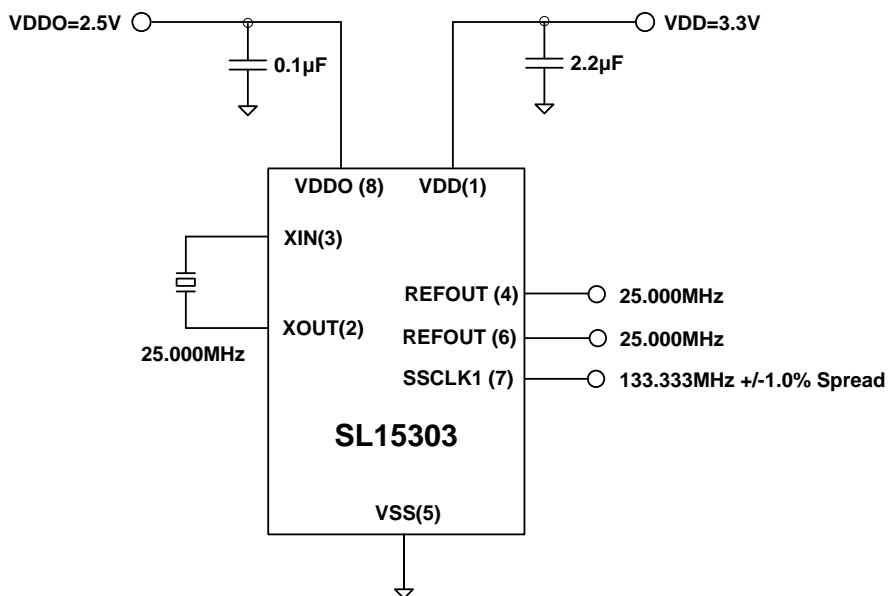 VDDO=2.5V
VDD=3.3V
0.1µF
2.2µF
VDDO (8)
VDD(1)
XIN(3)
REFOUT (4)
25.000MHz
XOUT(2)
REFOUT (6)
25.000MHz
25.000MHz
SSCLK1 (7)
133.333MHz +/-1.0% Spread
SL15303
VSS(5)